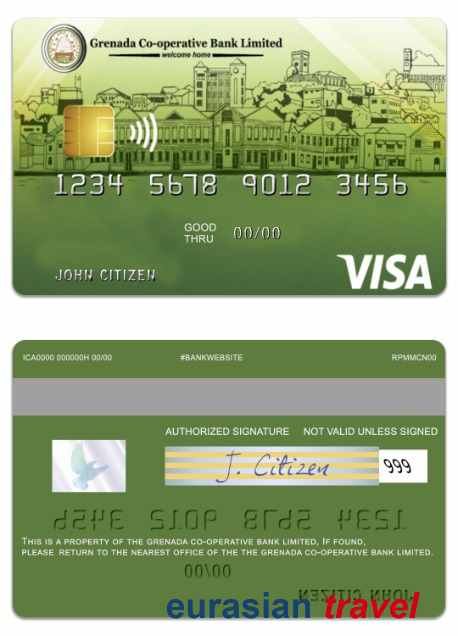 Grenada Co-operative Bank Limited
welcome home
1234 5678 9012 3456
GOOD THRU 00/00
JOHN CITIZEN
VISA
ICA0000 000000H 00/00 #BANKWEBSITE RPMMCN00
AUTHORIZED SIGNATURE NOT VALID UNLESS SIGNED
J. Citizen 999
THIS IS A PROPERTY OF THE GRENADA CO-OPERATIVE BANK LIMITED, IF FOUND,
PLEASE RETURN TO THE NEAREST OFFICE OF THE THE GRENADA CO-OPERATIVE BANK LIMITED.
00/00
JOHN CITIZEN
eurasian travel